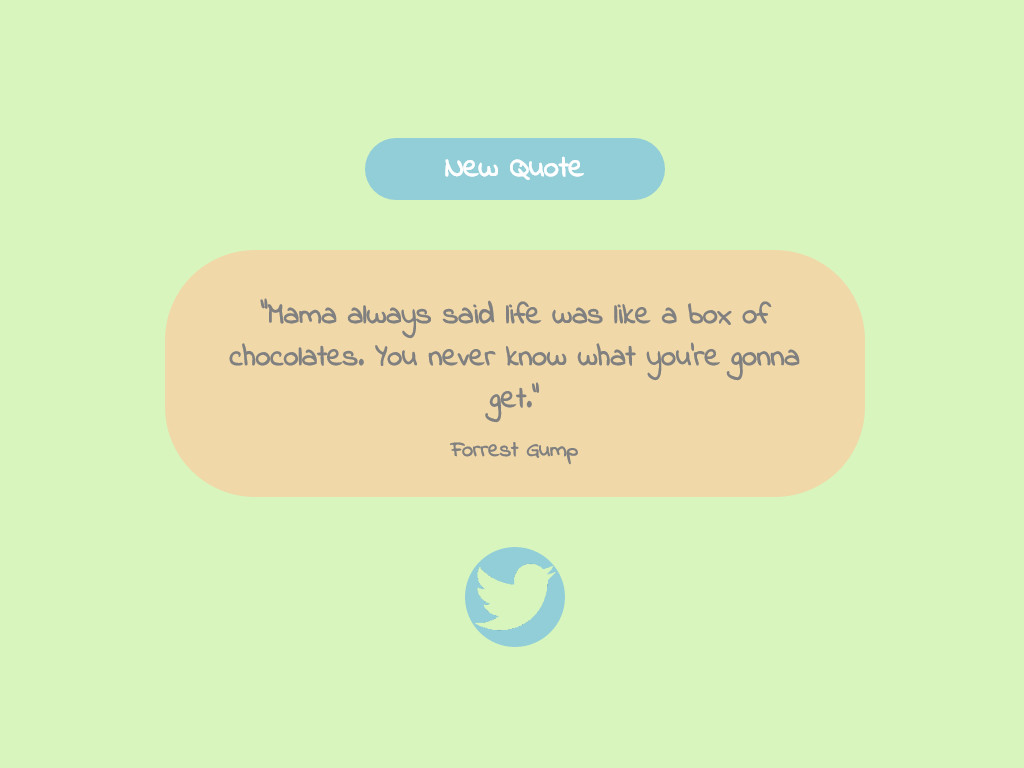 New Quote
"Mama always said life was like a box of
chocolates. You never know what you're gonna
get."
Forrest Gump